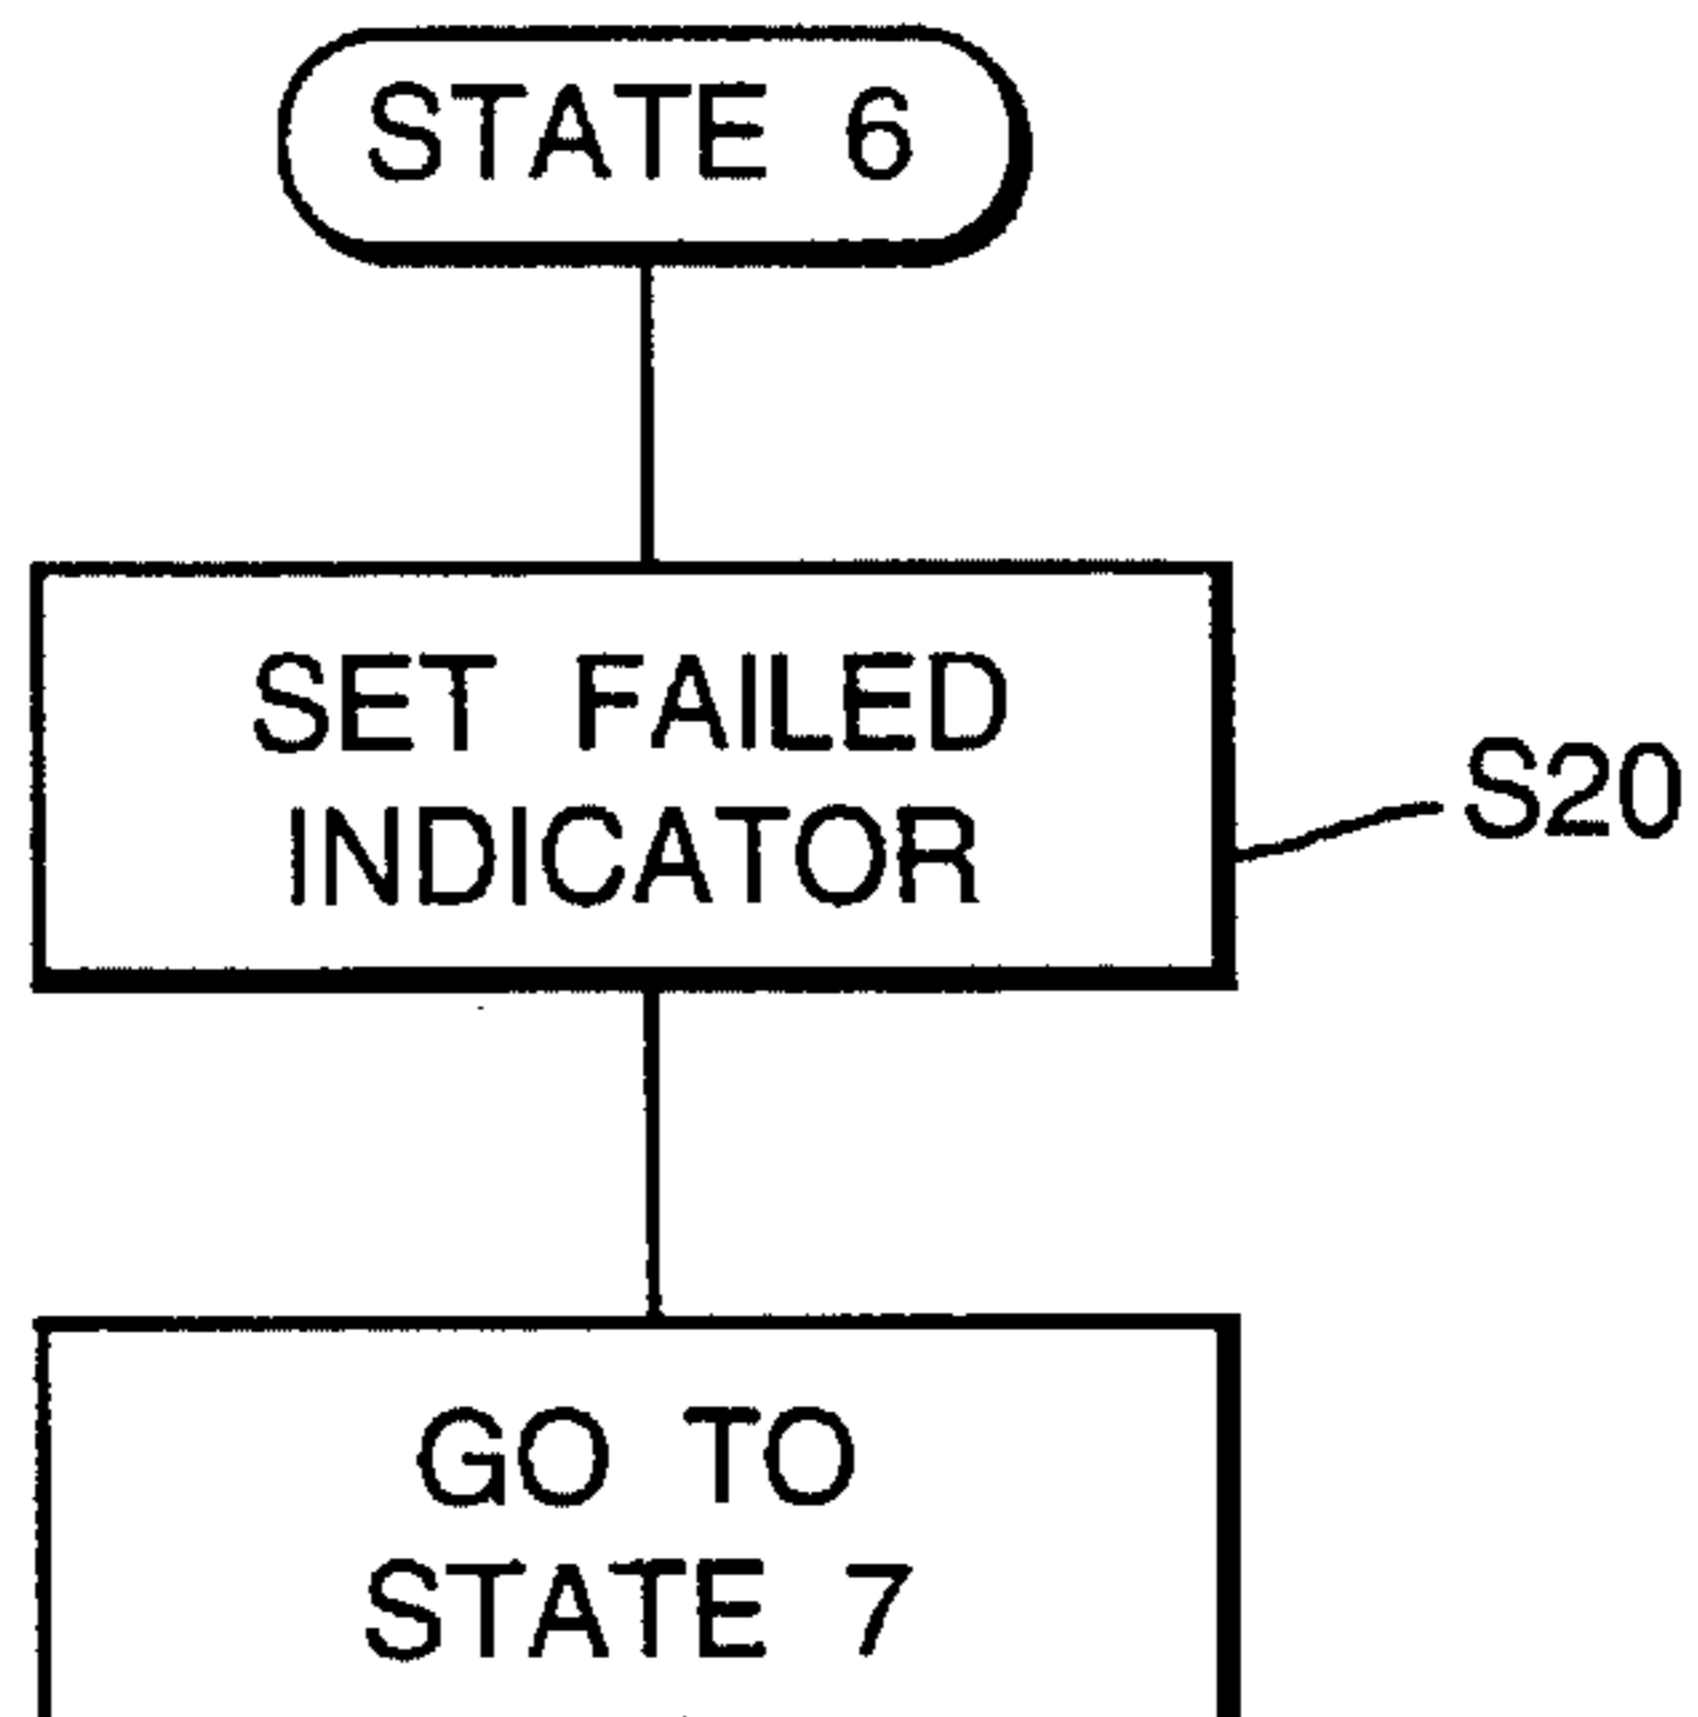 STATE 6
SET FAILED
INDICATOR
S20
GO TO
STATE 7